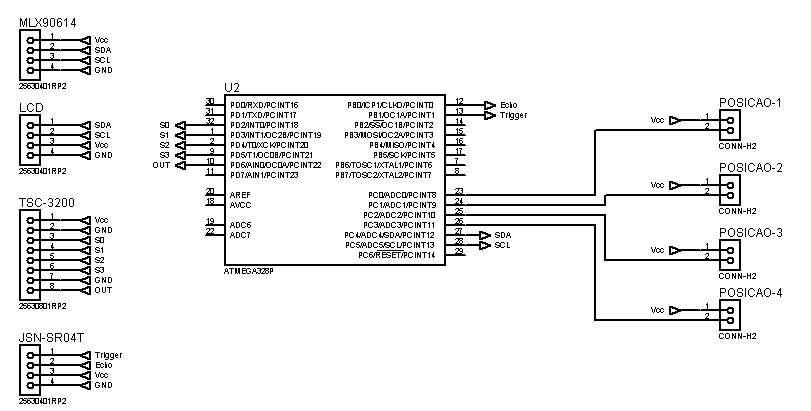 MLX90614
1 Vcc
2 SDA
3 SCL
4 GND
25630401RP2
LCD
1 SDA
2 SCL
3 Vcc
4 GND
25630401RP2
TSC-3200
1 Vcc
2 GND
3 S0
4 S1
5 S2
6 S3
7 GND
8 OUT
25630801RP2
JSN-SR04T
1 Trigger
2 Echo
3 Vcc
4 GND
25630401RP2
U2
30 PD0/RXD/PCINT16
31 PD1/TXD/PCINT17
S0 32 PD2/INT0/PCINT18
S1 1 PD3/INT1/OC2B/PCINT19
S2 2 PD4/T0/XCK/PCINT20
S3 9 PD5/T1/OC0B/PCINT21
OUT 10 PD6/AIN0/OC0A/PCINT22
11 PD7/AIN1/PCINT23
20 AREF
18 AVCC
19 ADC6
22 ADC7
PB0/ICP1/CLKO/PCINT0 12 Echo
PB1/OC1A/PCINT1 13 Trigger
PB2/SS/OC1B/PCINT2 14
PB3/MOSI/OC2A/PCINT3 15
PB4/MISO/PCINT4 16
PB5/SCK/PCINT5 17
PB6/TOSC1/XTAL1/PCINT6 7
PB7/TOSC2/XTAL2/PCINT7 8
PC0/ADC0/PCINT8 23
PC1/ADC1/PCINT9 24
PC2/ADC2/PCINT10 25
PC3/ADC3/PCINT11 26
PC4/ADC4/SDA/PCINT12 27 SDA
PC5/ADC5/SCL/PCINT13 28 SCL
PC6/RESET/PCINT14 29
ATMEGA328P
POSICAO-1
Vcc 1
2
CONN-H2
POSICAO-2
Vcc 1
2
CONN-H2
POSICAO-3
Vcc 1
2
CONN-H2
POSICAO-4
Vcc 1
2
CONN-H2